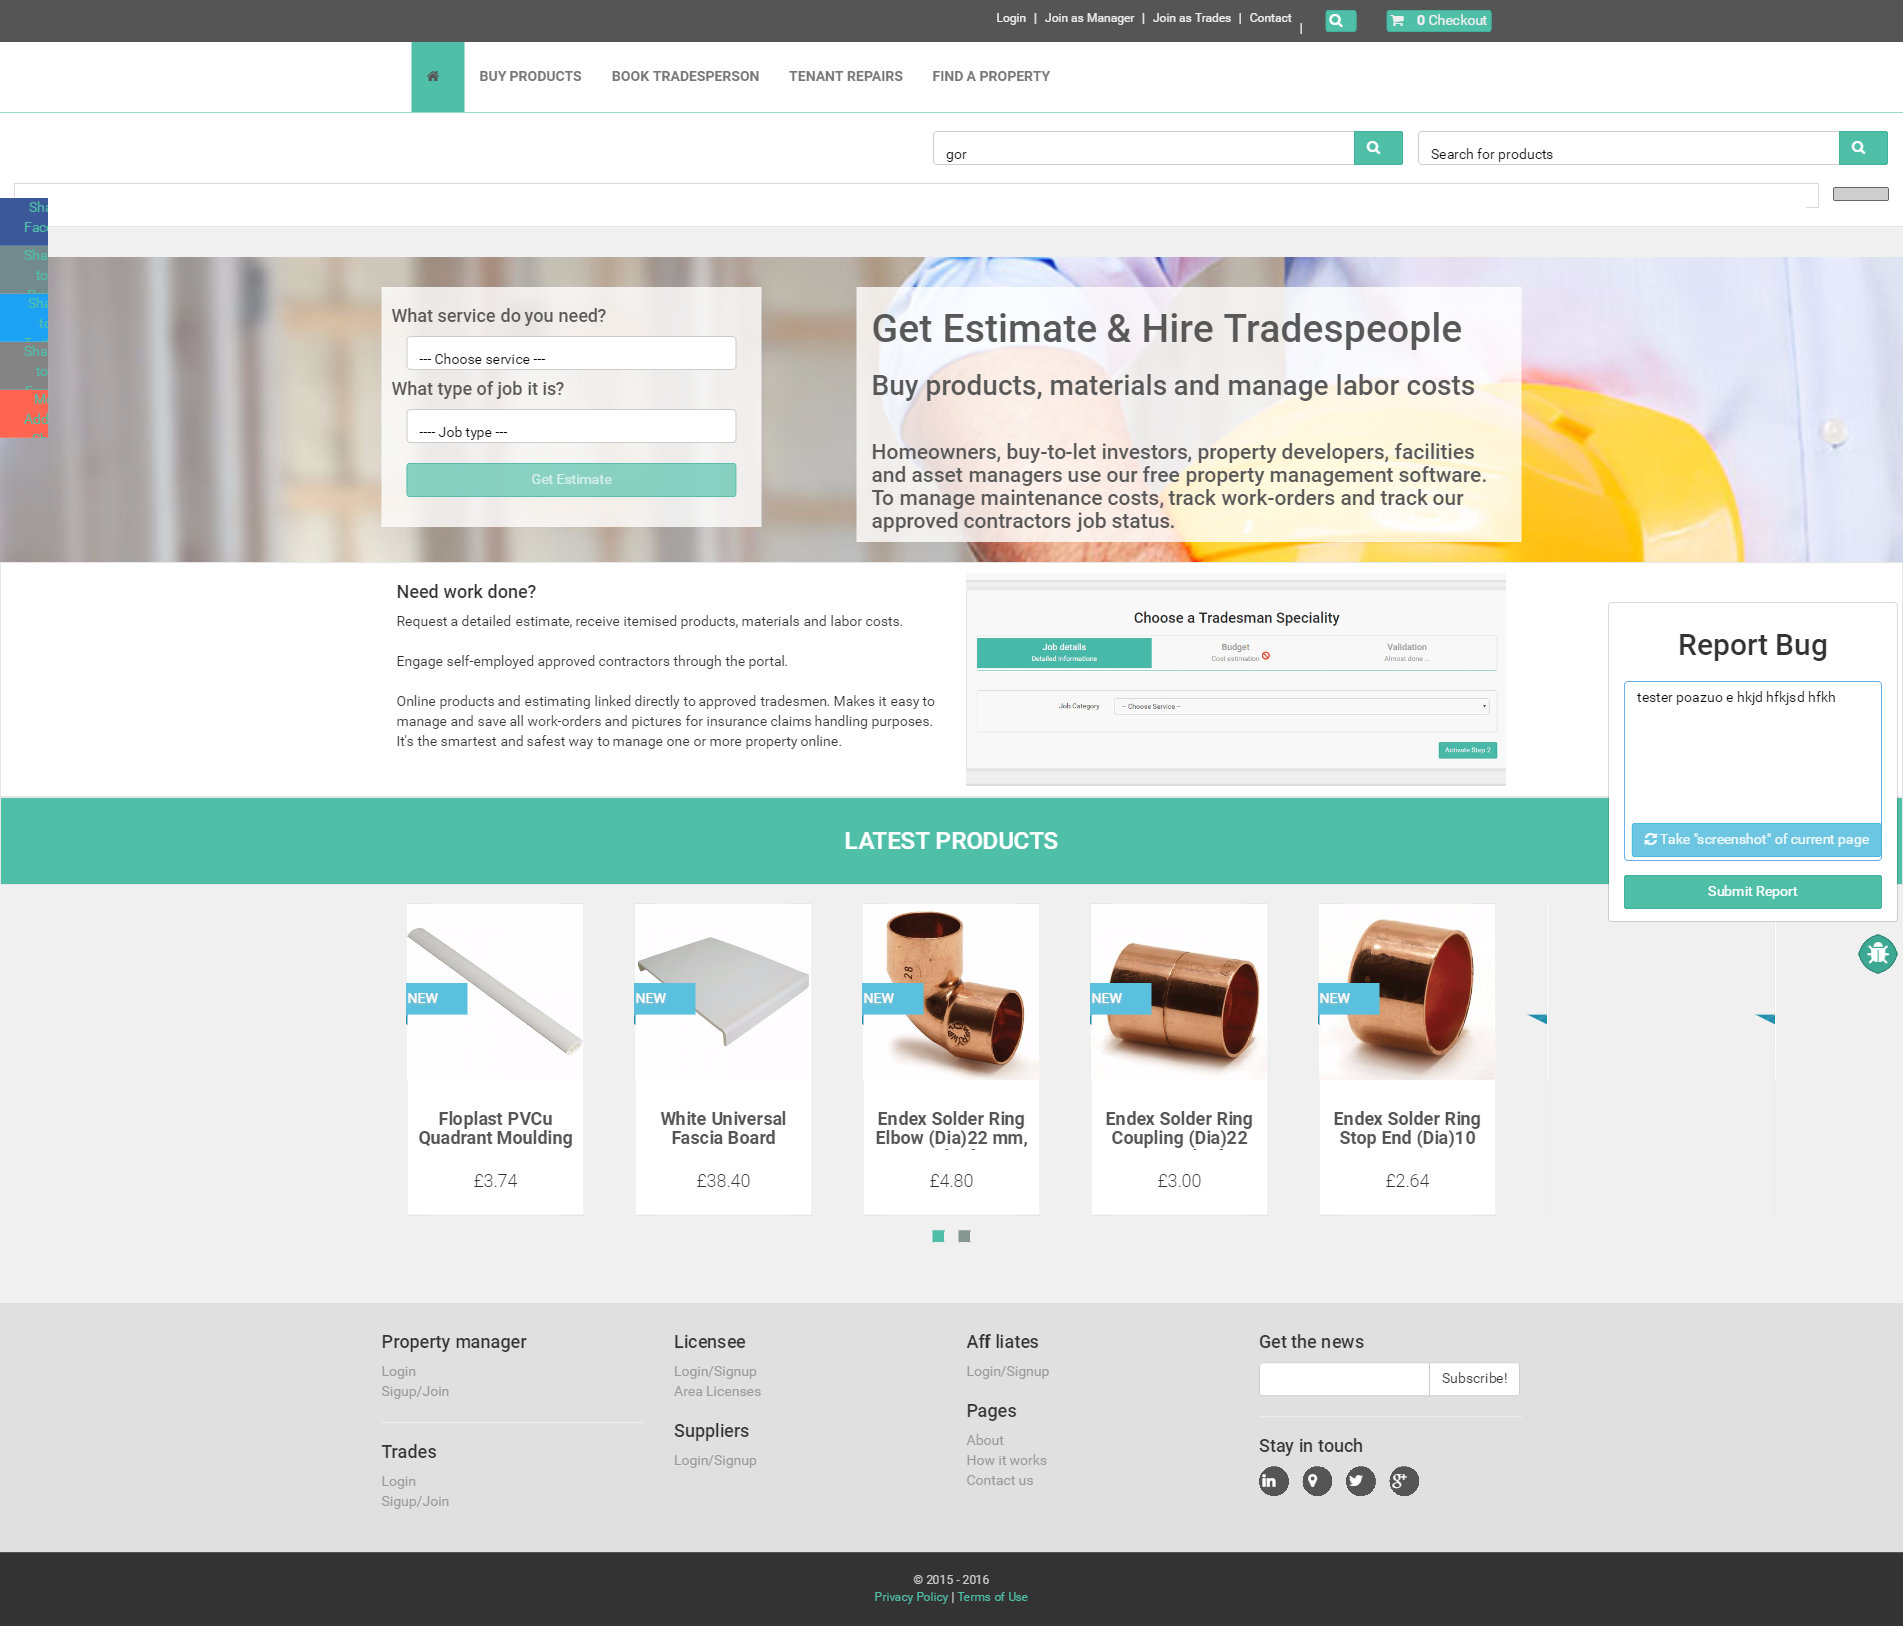 Login | Join as Manager | Join as Trades | Contact |
0 Checkout
BUY PRODUCTS
BOOK TRADESPERSON
TENANT REPAIRS
FIND A PROPERTY
gor
Search for products
Sha
Fac
Sha
to
Sha
to
Sha
to
M
Add
What service do you need?
--- Choose service ---
What type of job it is?
---- Job type ---
Get Estimate
Get Estimate & Hire Tradespeople
Buy products, materials and manage labor costs
Homeowners, buy-to-let investors, property developers, facilities
and asset managers use our free property management software.
To manage maintenance costs, track work-orders and track our
approved contractors job status.
Need work done?
Request a detailed estimate, receive itemised products, materials and labor costs.
Engage self-employed approved contractors through the portal.
Online products and estimating linked directly to approved tradesmen. Makes it easy to
manage and save all work-orders and pictures for insurance claims handling purposes.
It's the smartest and safest way to manage one or more property online.
Choose a Tradesman Speciality
Job details
Detailed informations
Budget
Cost estimation
Validation
Almost done ...
Job Category
-- Choose Service --
Activate Step 2
Report Bug
tester poazuo e hkjd hfkjsd hfkh
Take "screenshot" of current page
Submit Report
LATEST PRODUCTS
NEW
Floplast PVCu
Quadrant Moulding
£3.74
NEW
White Universal
Fascia Board
£38.40
28
NEW
Endex Solder Ring
Elbow (Dia)22 mm,
£4.80
NEW
Endex Solder Ring
Coupling (Dia)22
£3.00
NEW
Endex Solder Ring
Stop End (Dia)10
£2.64
Property manager
Login
Sigup/Join
Trades
Login
Sigup/Join
Licensee
Login/Signup
Area Licenses
Suppliers
Login/Signup
Aff liates
Login/Signup
Pages
About
How it works
Contact us
Get the news
Subscribe!
Stay in touch
© 2015 - 2016
Privacy Policy | Terms of Use